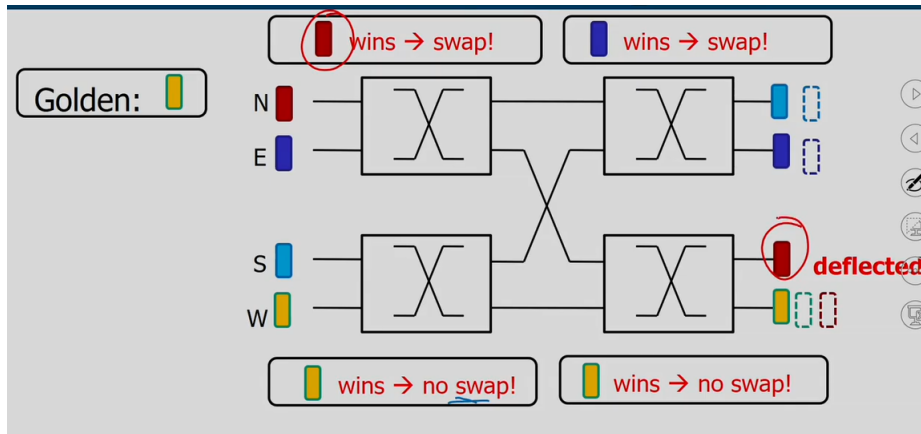 wins → swap!
wins → swap!
Golden:
N
E
S
W
deflected
wins → no swap!
wins → no swap!